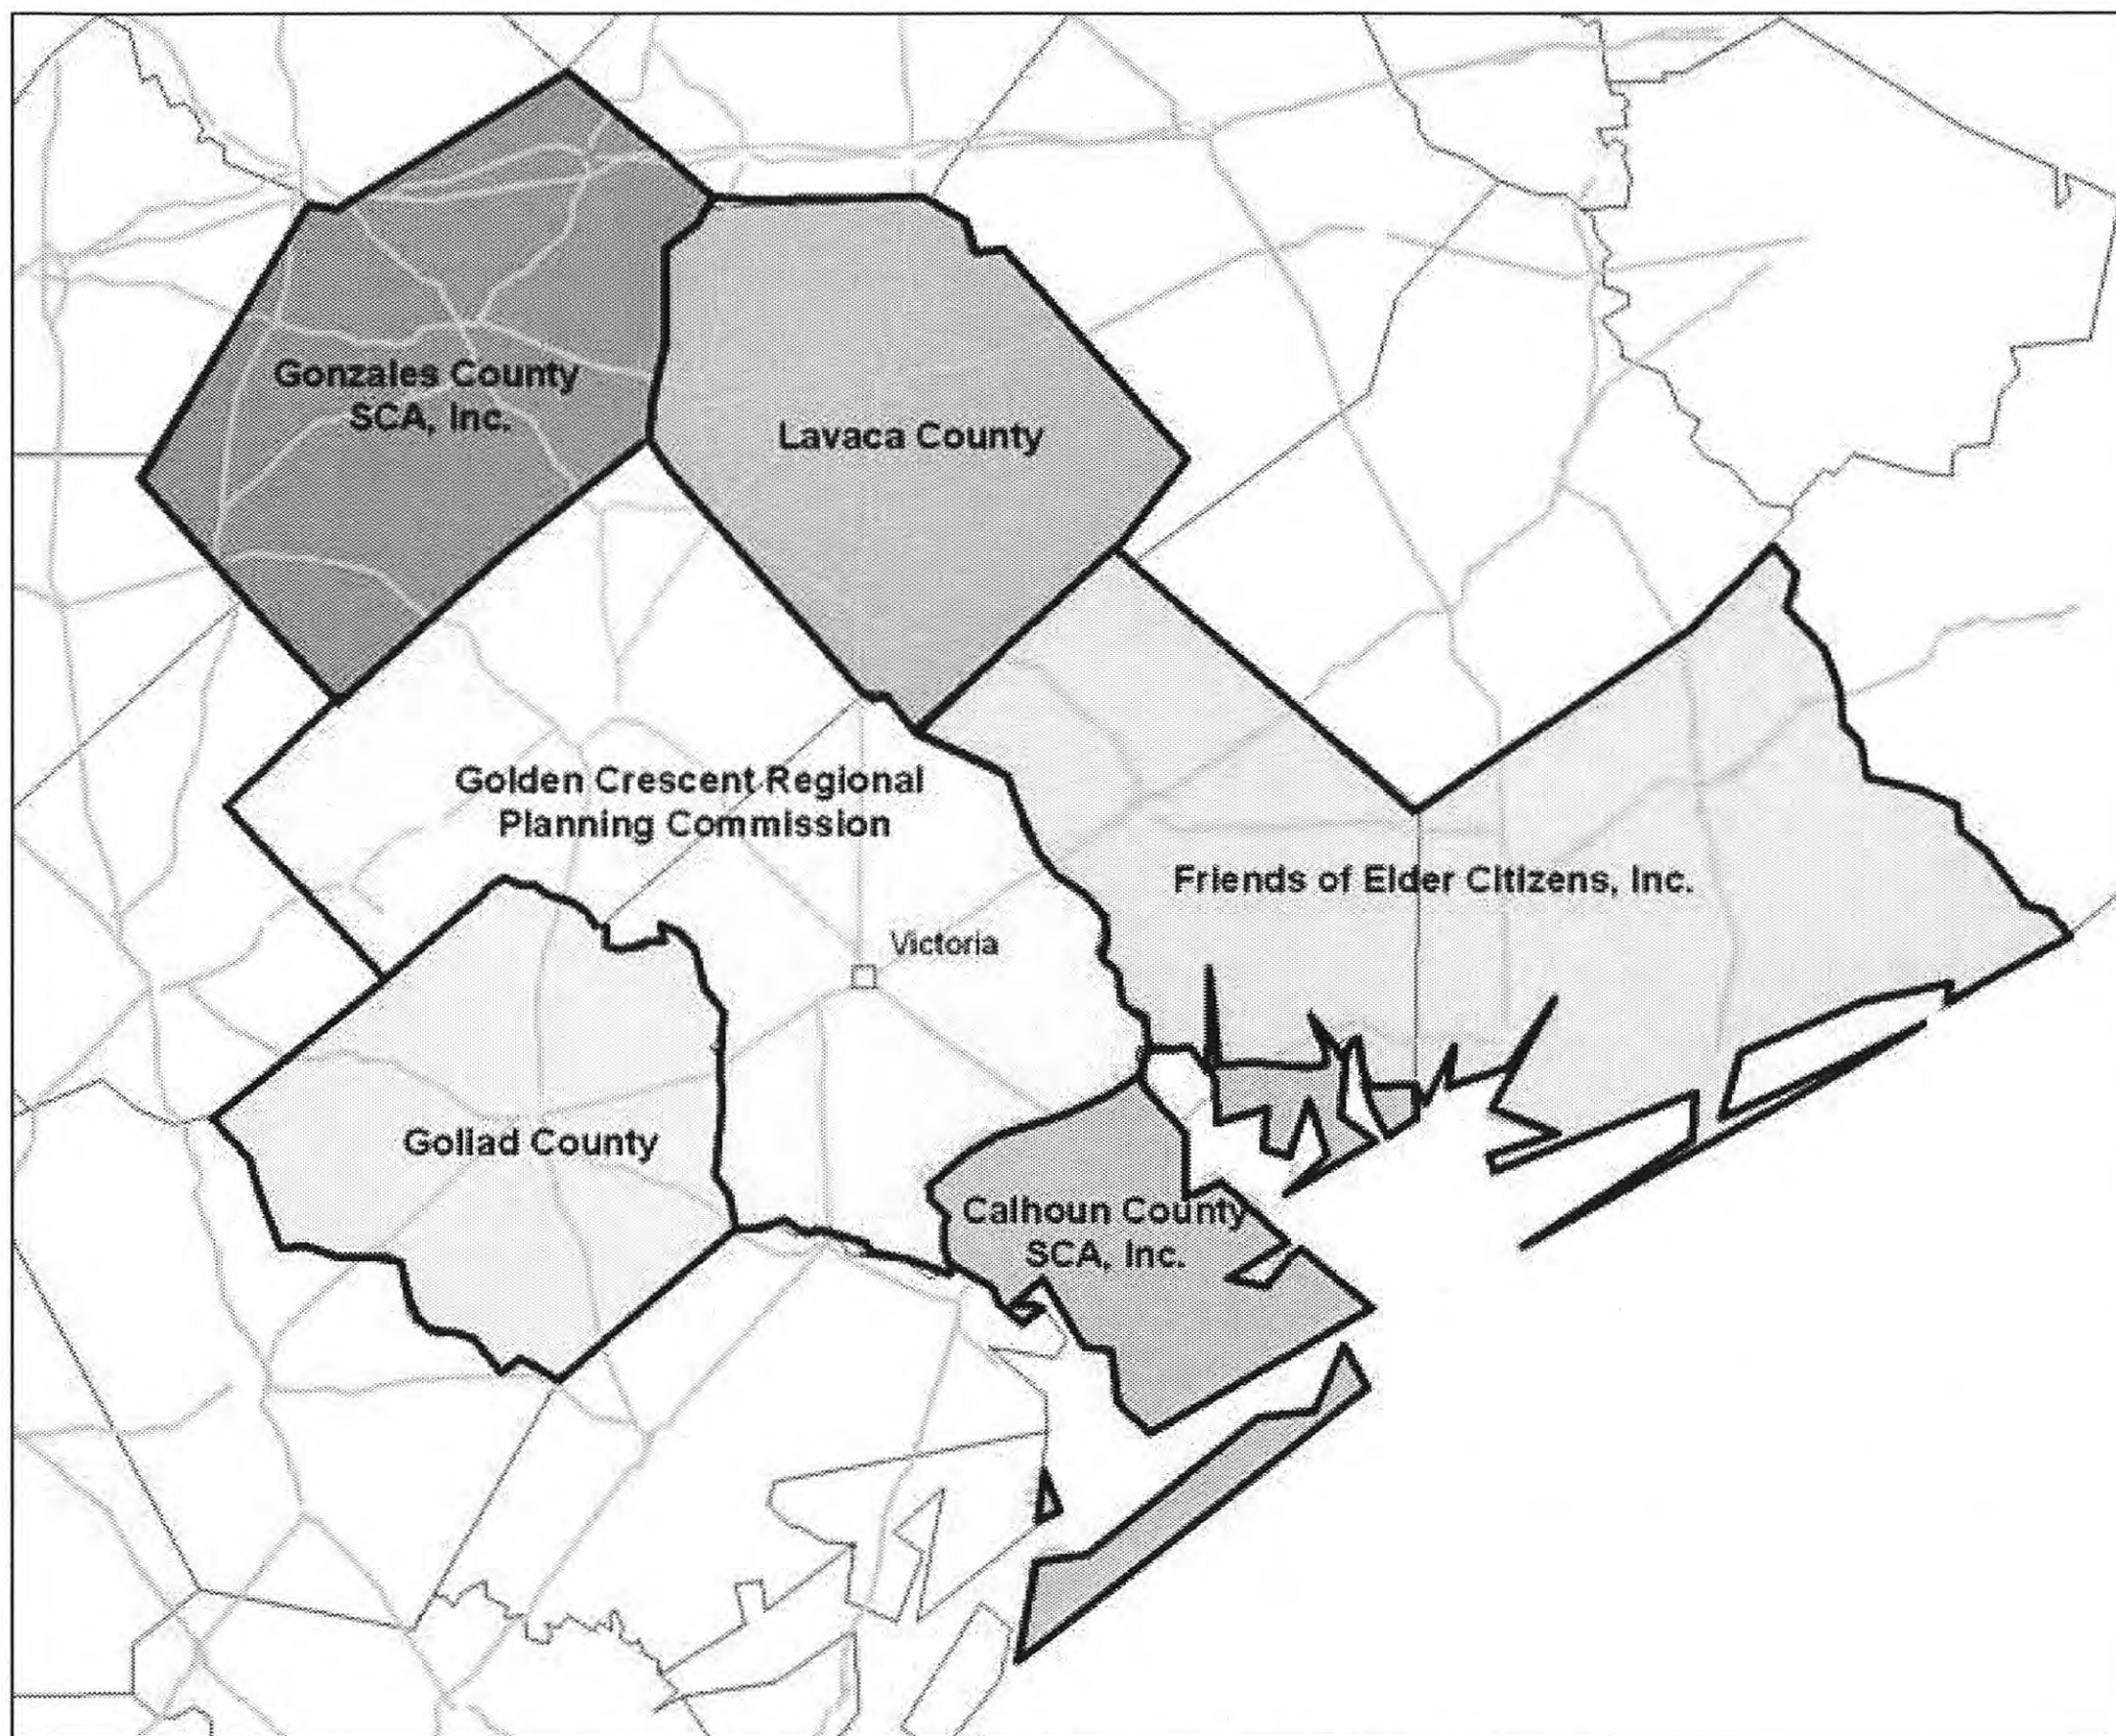 Gonzales County
SCA, Inc.
Lavaca County
Golden Crescent Regional
Planning Commission
Friends of Elder Citizens, Inc.
Victoria
Goliad County
Calhoun County
SCA, Inc.